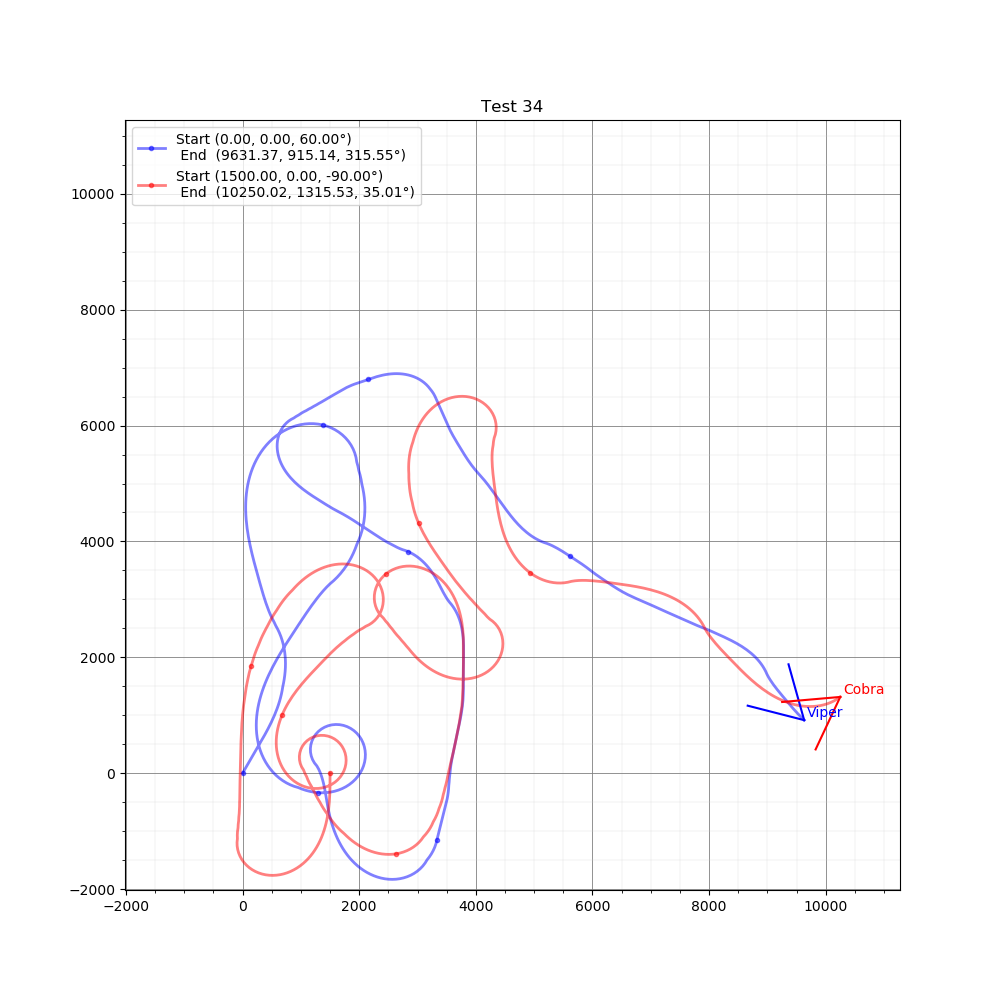 Test 34
Start (0.00, 0.00, 60.00°)
End  (9631.37, 915.14, 315.55°)
Start (1500.00, 0.00, -90.00°)
End  (10250.02, 1315.53, 35.01°)
10000
8000
6000
4000
2000
0
−2000
Cobra
Viper
−2000 0 2000 4000 6000 8000 10000